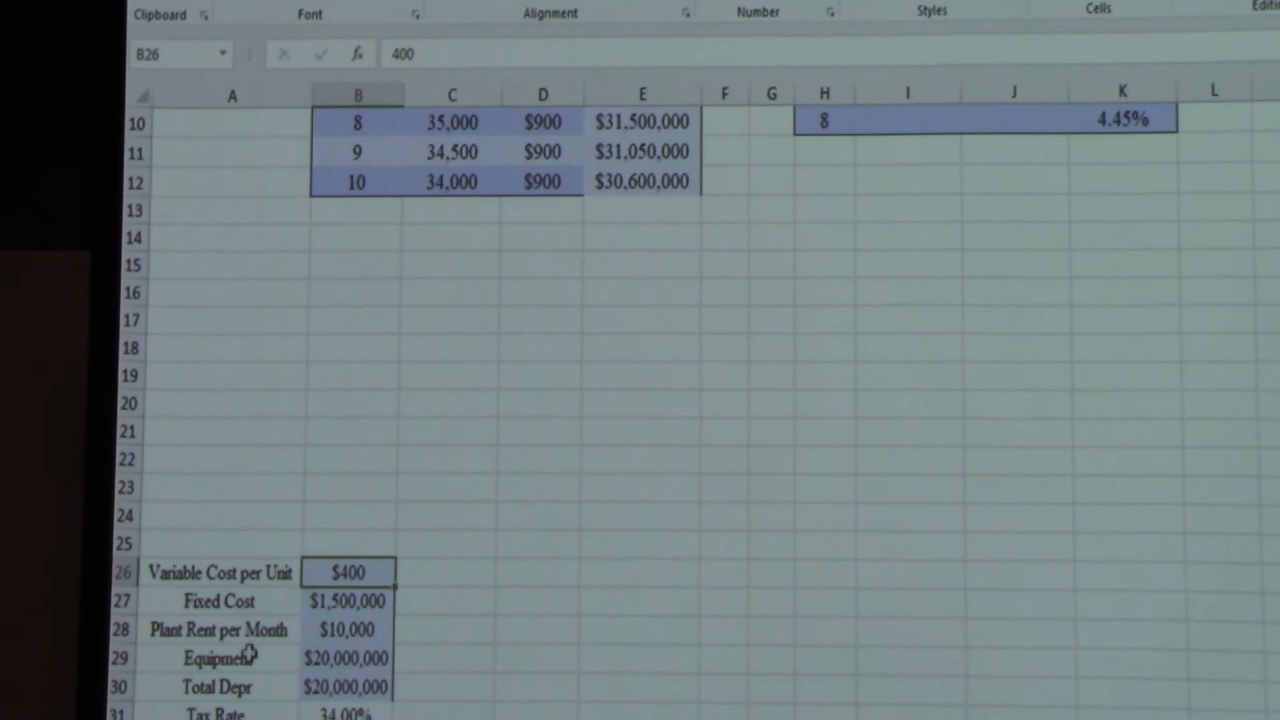 Clipboard Font Alignment Number Styles Cells
B26 fx 400
A B C D E F G H I J K L
10 8 35,000 $900 $31,500,000 8 4.45%
11 9 34,500 $900 $31,050,000
12 10 34,000 $900 $30,600,000
13
14
15
16
17
18
19
20
21
22
23
24
25
26 Variable Cost per Unit $400
27 Fixed Cost $1,500,000
28 Plant Rent per Month $10,000
29 Equipment $20,000,000
30 Total Depr $20,000,000
31 Tax Rate 34.00%